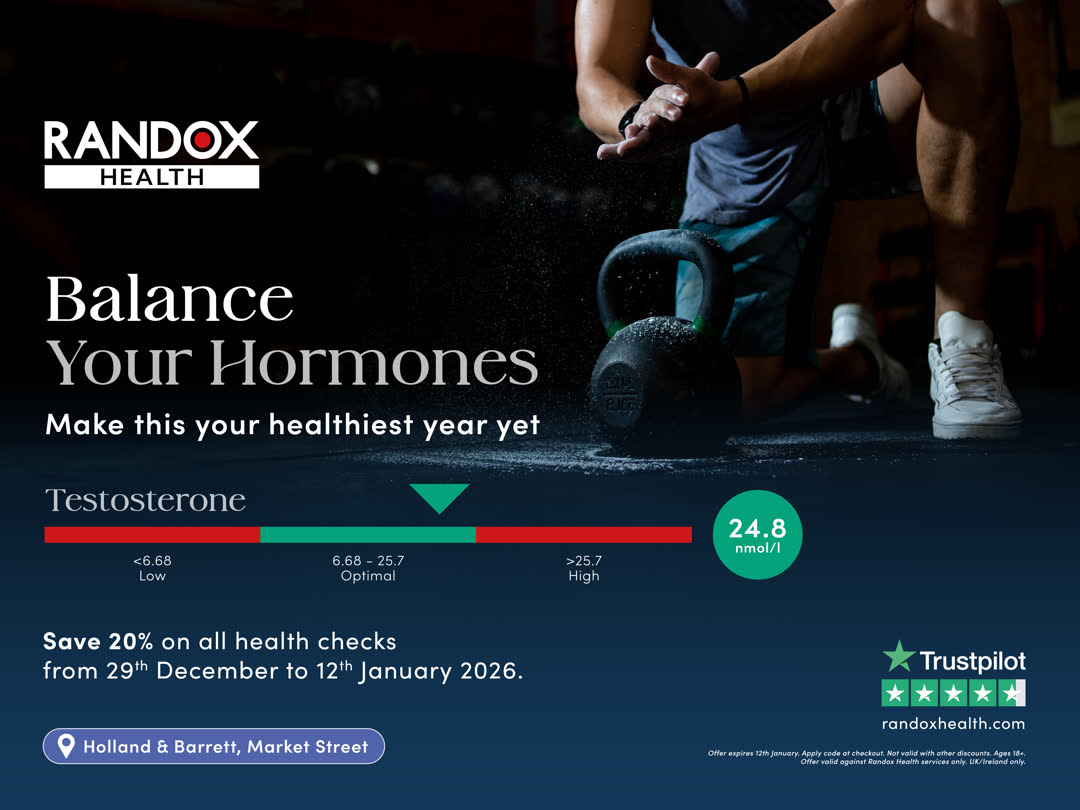 RANDOX
HEALTH
Balance
Your Hormones
Make this your healthiest year yet
Testosterone
<6.68
Low
6.68 - 25.7
Optimal
>25.7
High
24.8
nmol/l
Save 20% on all health checks
from 29th December to 12th January 2026.
Holland & Barrett, Market Street
Trustpilot
randoxhealth.com
Offer expires 12th January. Apply code at checkout. Not valid with other discounts. Ages 18+.
Offer valid against Randox Health services only. UK/Ireland only.